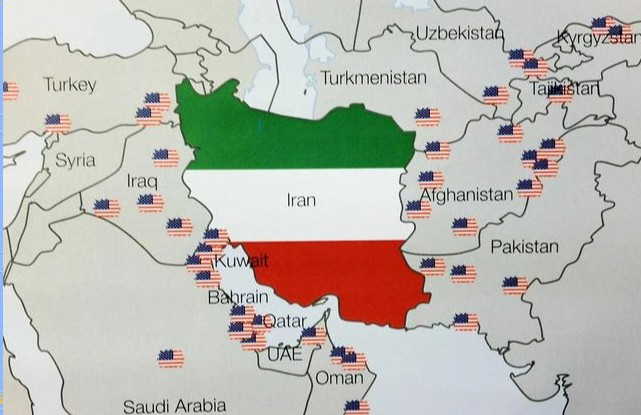 Uzbekistan
Kyrgyzstan
Turkey
Turkmenistan
Tajikistan
Syria
Iraq
Iran
Afghanistan
Pakistan
Kuwait
Bahrain
Qatar
UAE
Oman
Saudi Arabia